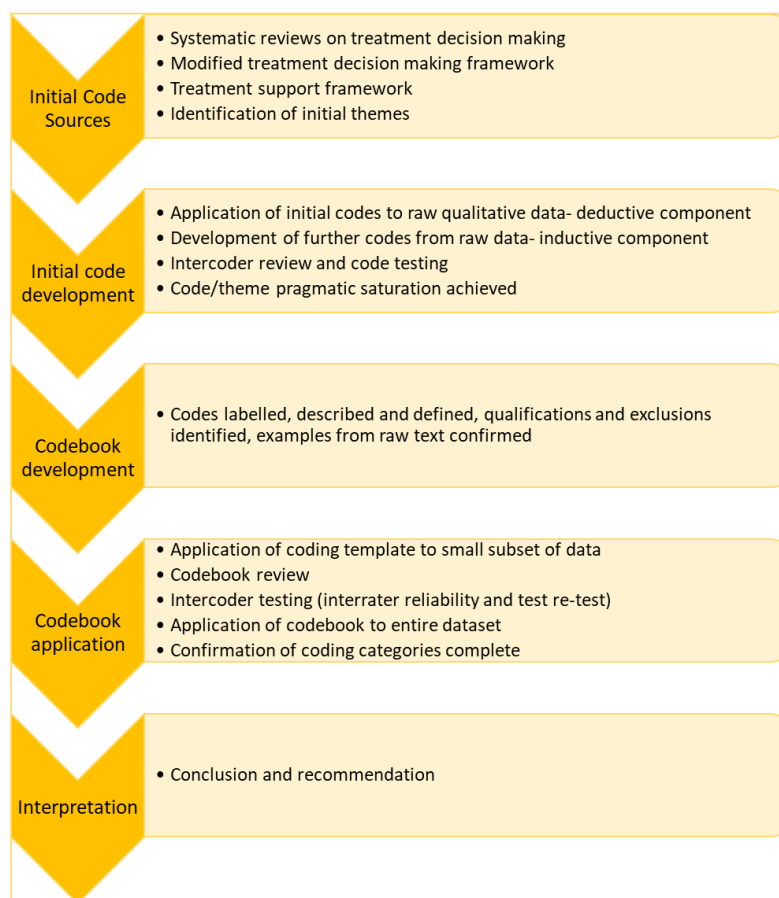 Initial Code
Sources
• Systematic reviews on treatment decision making
• Modified treatment decision making framework
• Treatment support framework
• Identification of initial themes
Initial code
development
• Application of initial codes to raw qualitative data- deductive component
• Development of further codes from raw data- inductive component
• Intercoder review and code testing
• Code/theme pragmatic saturation achieved
Codebook
development
• Codes labelled, described and defined, qualifications and exclusions
identified, examples from raw text confirmed
Codebook
application
• Application of coding template to small subset of data
• Codebook review
• Intercoder testing (interrater reliability and test re-test)
• Application of codebook to entire dataset
• Confirmation of coding categories complete
Interpretation
• Conclusion and recommendation